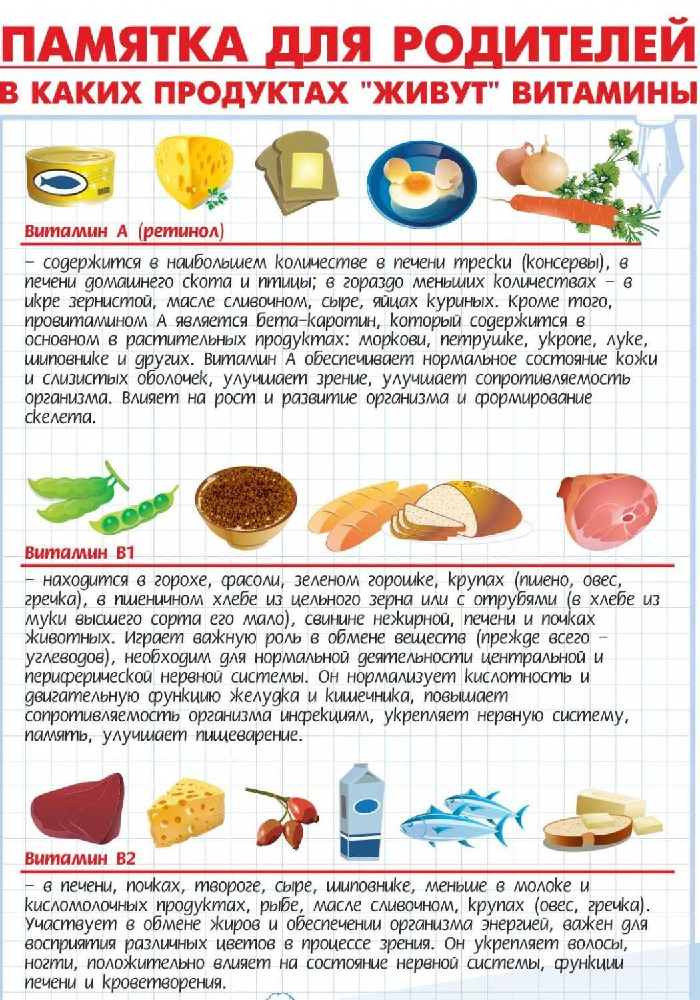 ПАМЯТКА ДЛЯ РОДИТЕЛЕЙ
В КАКИХ ПРОДУКТАХ "ЖИВУТ" ВИТАМИНЫ
Витамин А (ретинол)
– содержится в наибольшем количестве в печени трески (консервы), в
печени домашнего скота и птицы; в гораздо меньших количествах – в
икре зернистой, масле сливочном, сыре, яйцах куриных. Кроме того,
провитамином А является бета-каротин, который содержится в
основном в растительных продуктах: моркови, петрушке, укропе, луке,
шиповнике и других. Витамин А обеспечивает нормальное состояние кожи
и слизистых оболочек, улучшает зрение, улучшает сопротивляемость
организма. Влияет на рост и развитие организма и формирование
скелета.
Витамин В1
– находится в горохе, фасоли, зеленом горошке, крупах (пшено, овес,
гречка), в пшеничном хлебе из цельного зерна или с отрубями (в хлебе из
муки высшего сорта его мало), свинине нежирной, печени и почках
животных. Играет важную роль в обмене веществ (прежде всего –
углеводов), необходим для нормальной деятельности центральной и
периферической нервной системы. Он нормализует кислотность и
двигательную функцию желудка и кишечника, повышает
сопротивляемость организма инфекциям, укрепляет нервную систему,
память, улучшает пищеварение.
Витамин В2
– в печени, почках, твороге, сыре, шиповнике, меньше в молоке и
кисломолочных продуктах, рыбе, масле сливочном, крупах (овес, гречка).
Участвует в обмене жиров и обеспечении организма энергией, важен для
восприятия различных цветов в процессе зрения. Он укрепляет волосы,
ногти, положительно влияет на состояние нервной системы, функции
печени и кроветворения.